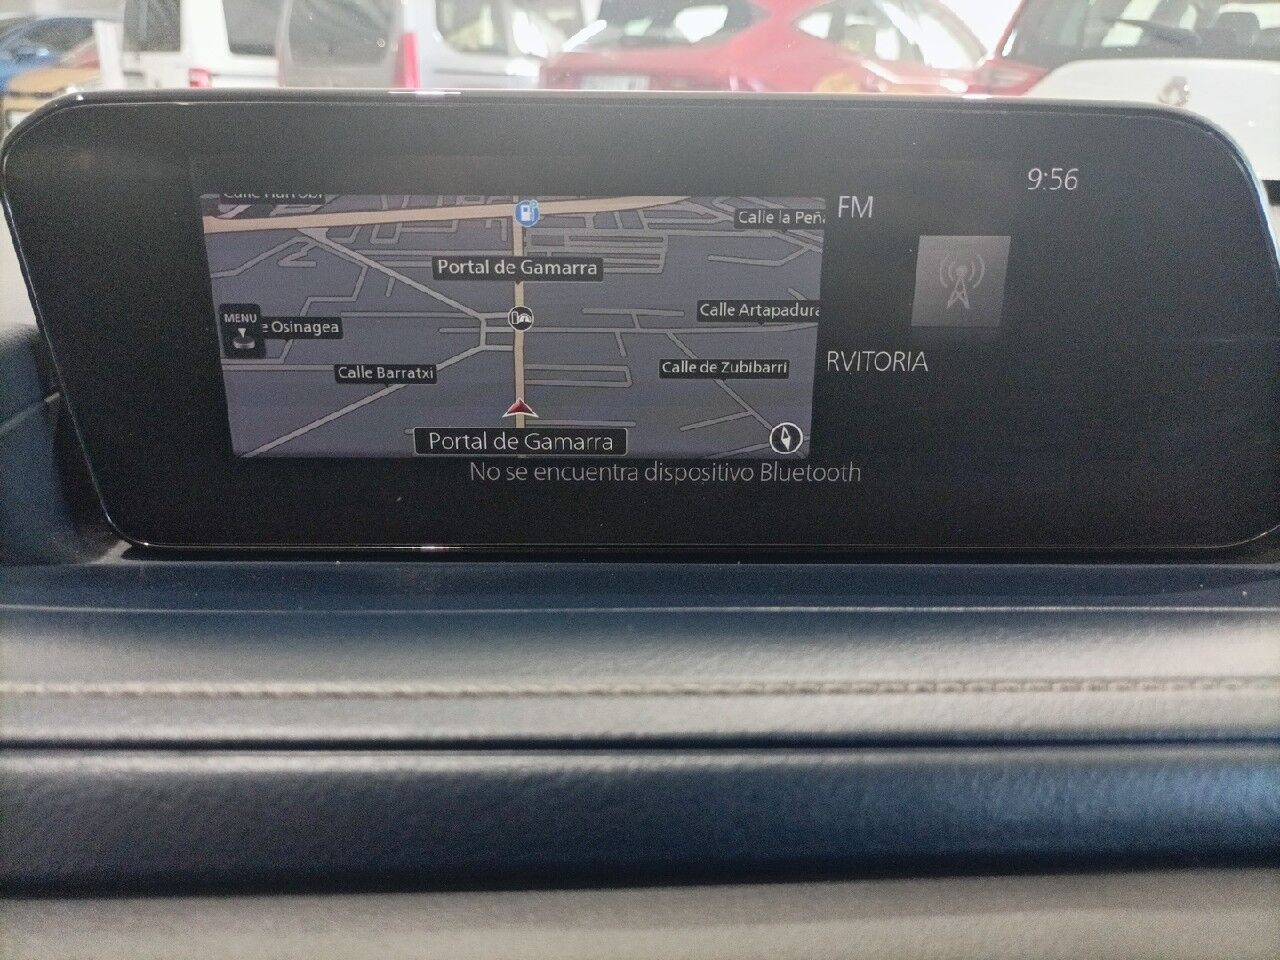 9:56
FM
Calle la Peña
Portal de Gamarra
Calle Artapadura
MENU
e Osinagea
Calle Barratxi
Calle de Zubibarri
RVITORIA
Portal de Gamarra
No se encuentra dispositivo Bluetooth